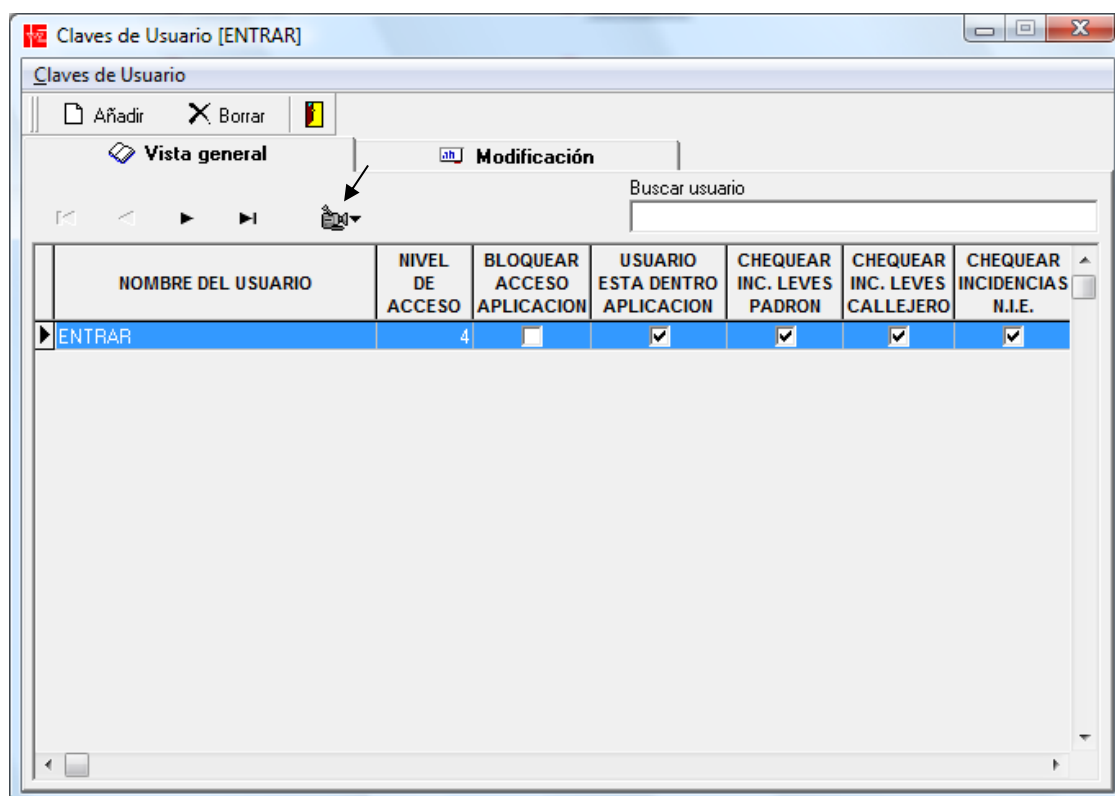 Claves de Usuario [ENTRAR]
Claves de Usuario
Añadir Borrar
Vista general Modificación
Buscar usuario
NOMBRE DEL USUARIO
NIVEL
DE
ACCESO
BLOQUEAR
ACCESO
APLICACION
USUARIO
ESTA DENTRO
APLICACION
CHEQUEAR
INC. LEVES
PADRON
CHEQUEAR
INC. LEVES
CALLEJERO
CHEQUEAR
INCIDENCIAS
N.I.E.
ENTRAR 4